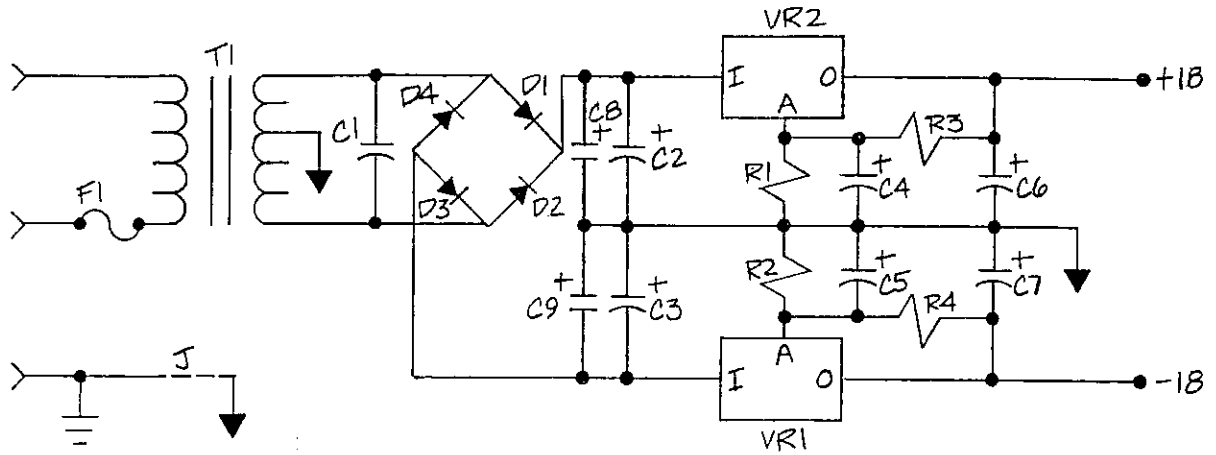 VR2
T1
I
O
+18
D4
D1
C8
+
A
C1
+
C2
R3
R1
+
C4
+
C6
F1
D3
D2
R2
+
C9
+
C3
+
C5
+
C7
R4
J
A
I
O
-18
VR1